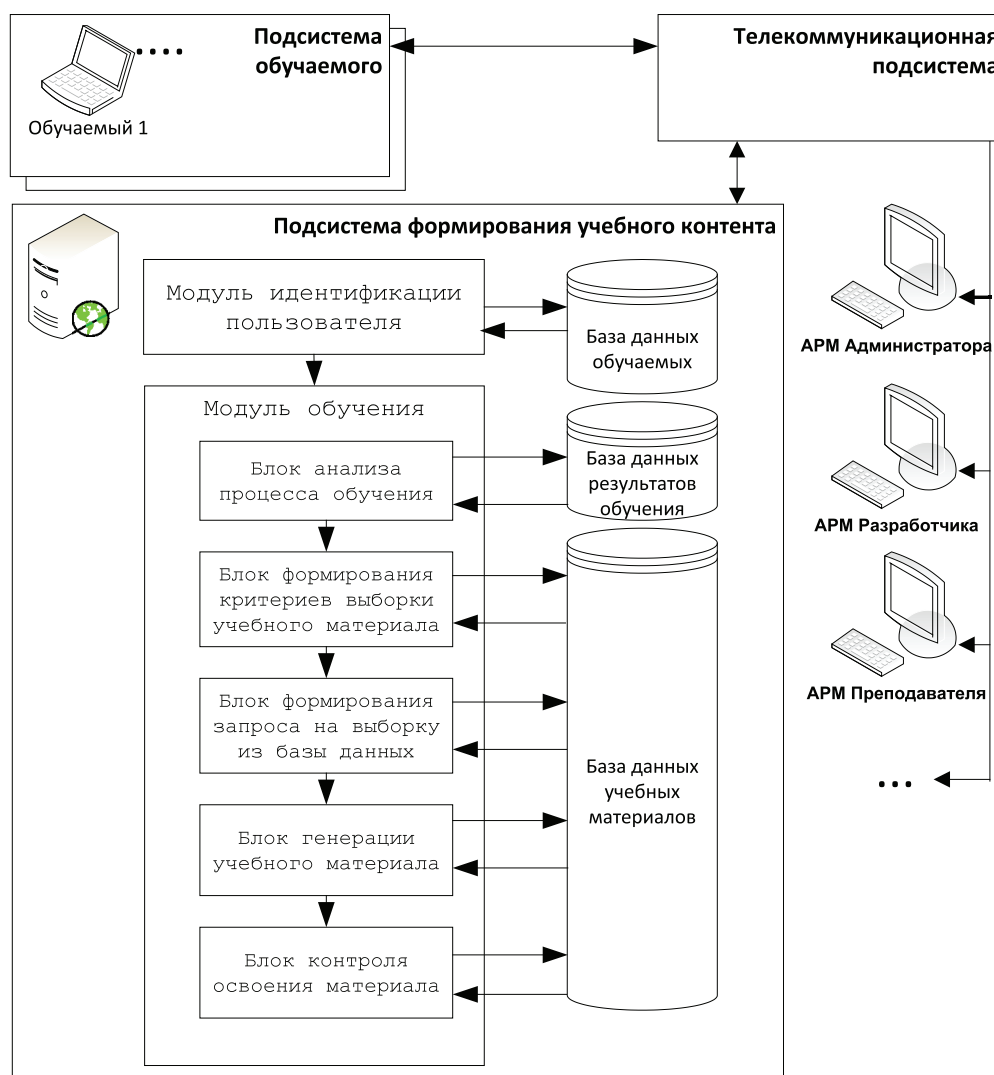 Подсистема
обучаемого
....
Обучаемый 1
Телекоммуникационная
подсистема
Подсистема формирования учебного контента
Модуль идентификации
пользователя
База данных
обучаемых
Модуль обучения
Блок анализа
процесса обучения
База данных
результатов
обучения
Блок формирования
критериев выборки
учебного материала
Блок формирования
запроса на выборку
из базы данных
База данных
учебных
материалов
Блок генерации
учебного материала
Блок контроля
освоения материала
АРМ Администратора
АРМ Разработчика
АРМ Преподавателя
...